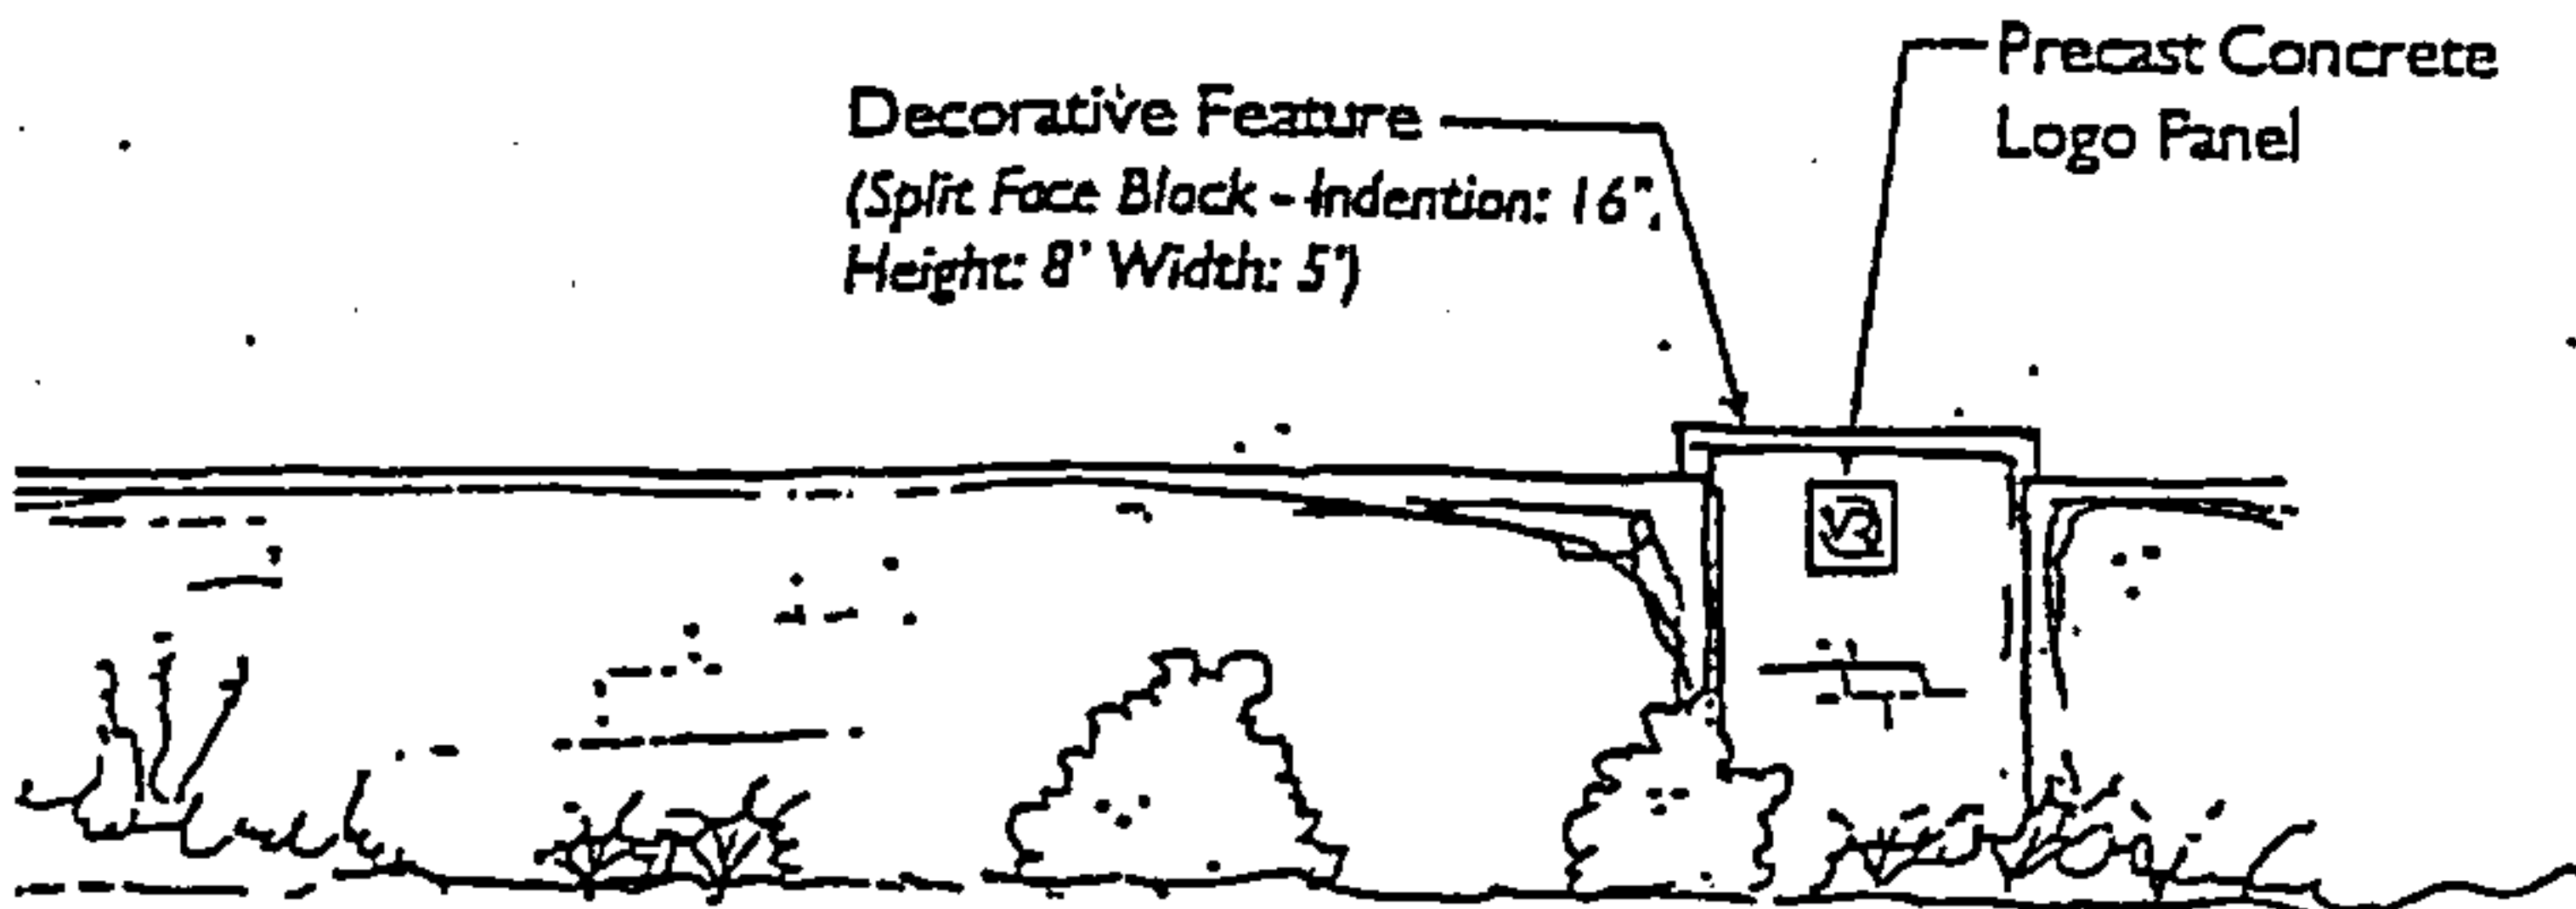 Decorative Feature
(Split Face Block - Indention: 16",
Height: 8' Width: 5')
Precast Concrete
Logo Panel